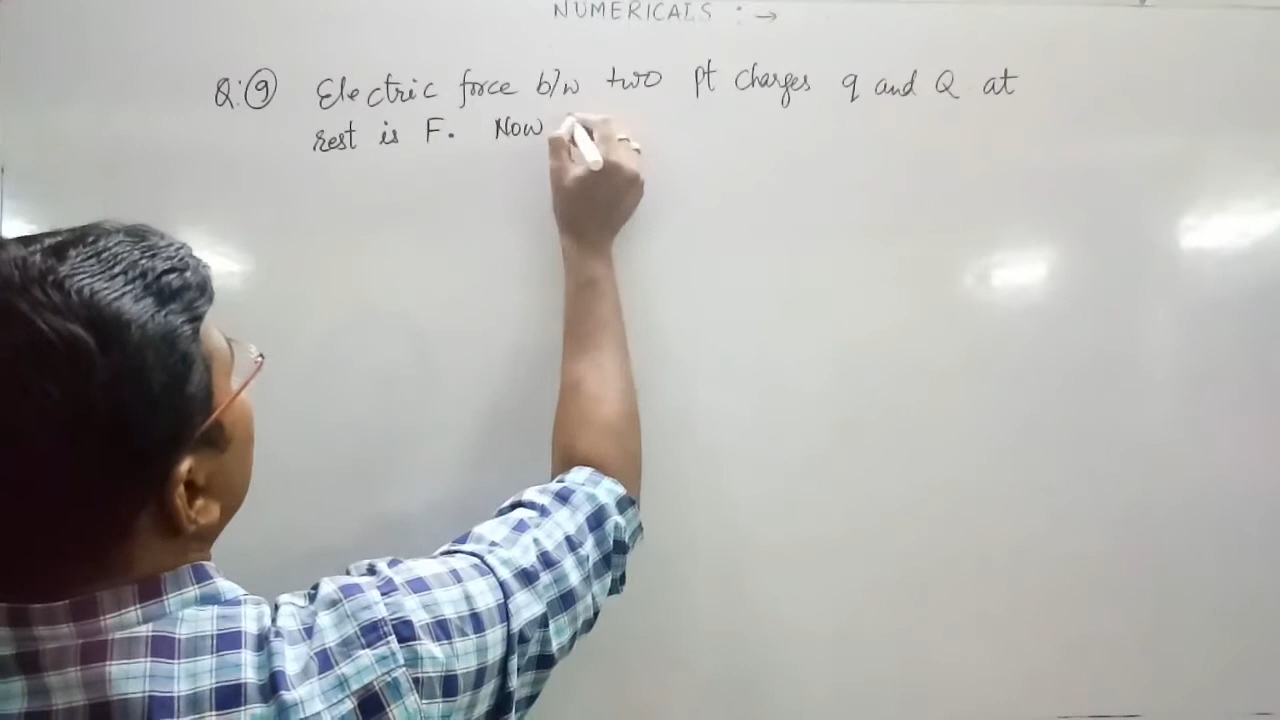 NUMERICALS : →
Q:⑨ Electric force b/w two pt charges q and Q at
rest is F. Now